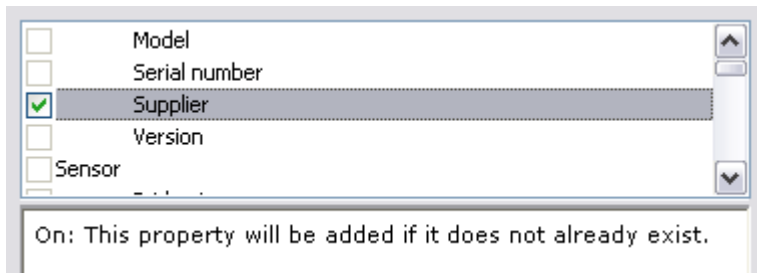 Model
Serial number
Supplier
Version
Sensor
On: This property will be added if it does not already exist.